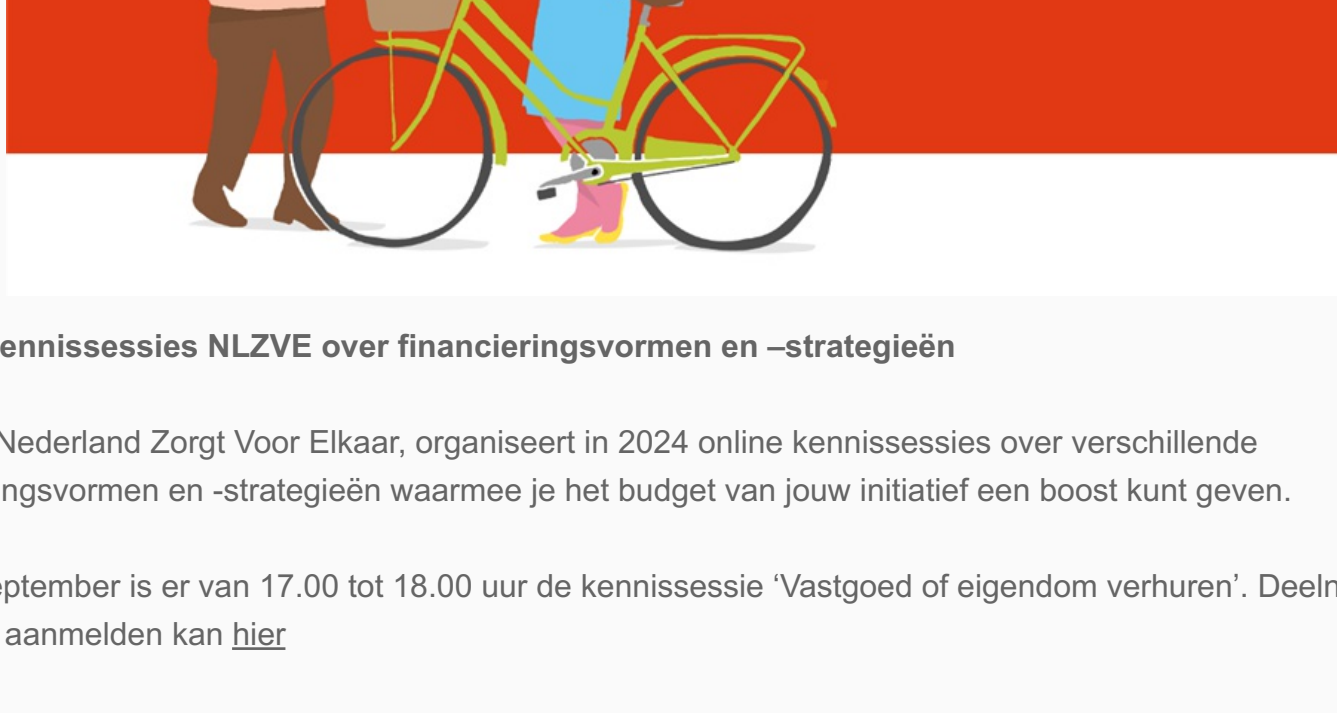 ennissessies NLZVE over financieringsvormen en –strategieën
Nederland Zorgt Voor Elkaar, organiseert in 2024 online kennissessies over verschillende
ngsvormen en -strategieën waarmee je het budget van jouw initiatief een boost kunt geven.
eptember is er van 17.00 tot 18.00 uur de kennissessie ‘Vastgoed of eigendom verhuren’. Deeln
aanmelden kan hier